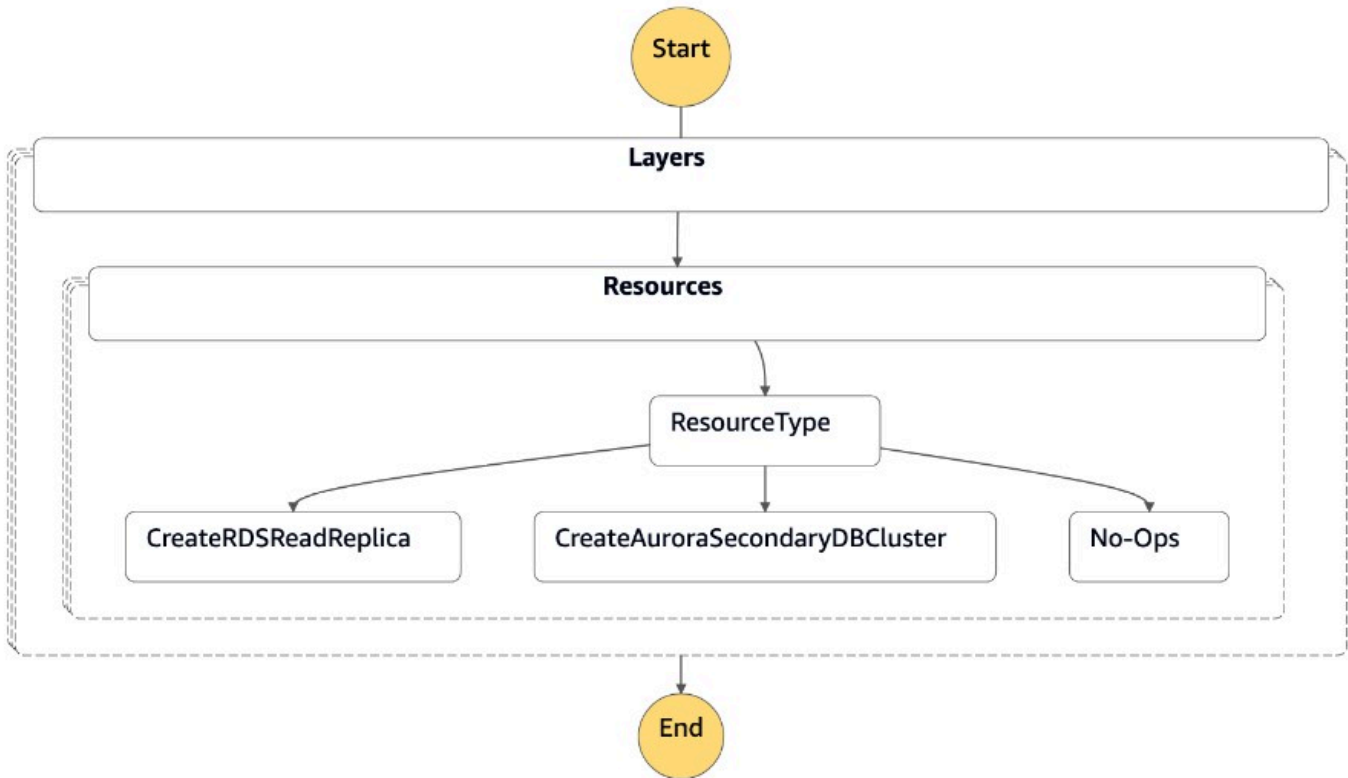 Start
Layers
Resources
ResourceType
CreateRDSReadReplica
CreateAuroraSecondaryDBCluster
No-Ops
End